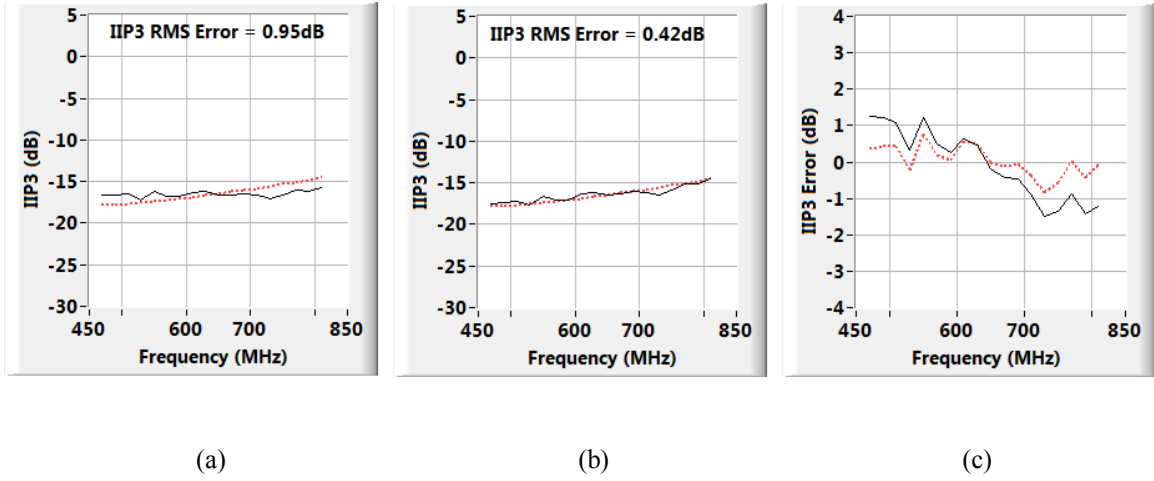 IIP3 RMS Error = 0.95dB
5
0
-5
-10
-15
-20
-25
-30
IIP3 (dB)
450 600 700 850
Frequency (MHz)
IIP3 RMS Error = 0.42dB
5
0
-5
-10
-15
-20
-25
-30
IIP3 (dB)
450 600 700 850
Frequency (MHz)
4
3
2
1
0
-1
-2
-3
-4
IIP3 Error (dB)
450 600 700 850
Frequency (MHz)
(a) (b) (c)